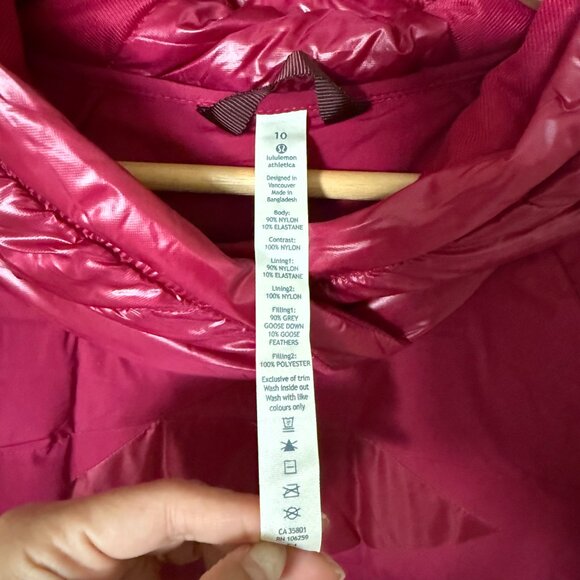 10
lululemon
athletica
Designed in
Vancouver
Made in
Bangladesh
Body:
90% NYLON
10% ELASTANE
Contrast:
100% NYLON
Lining1:
90% NYLON
10% ELASTANE
Lining2:
100% NYLON
Filling1:
90% GREY
GOOSE DOWN
10% GOOSE
FEATHERS
Filling2:
100% POLYESTER
Exclusive of trim
Wash inside out
Wash with like
colours only
CA 35801
RN 106259